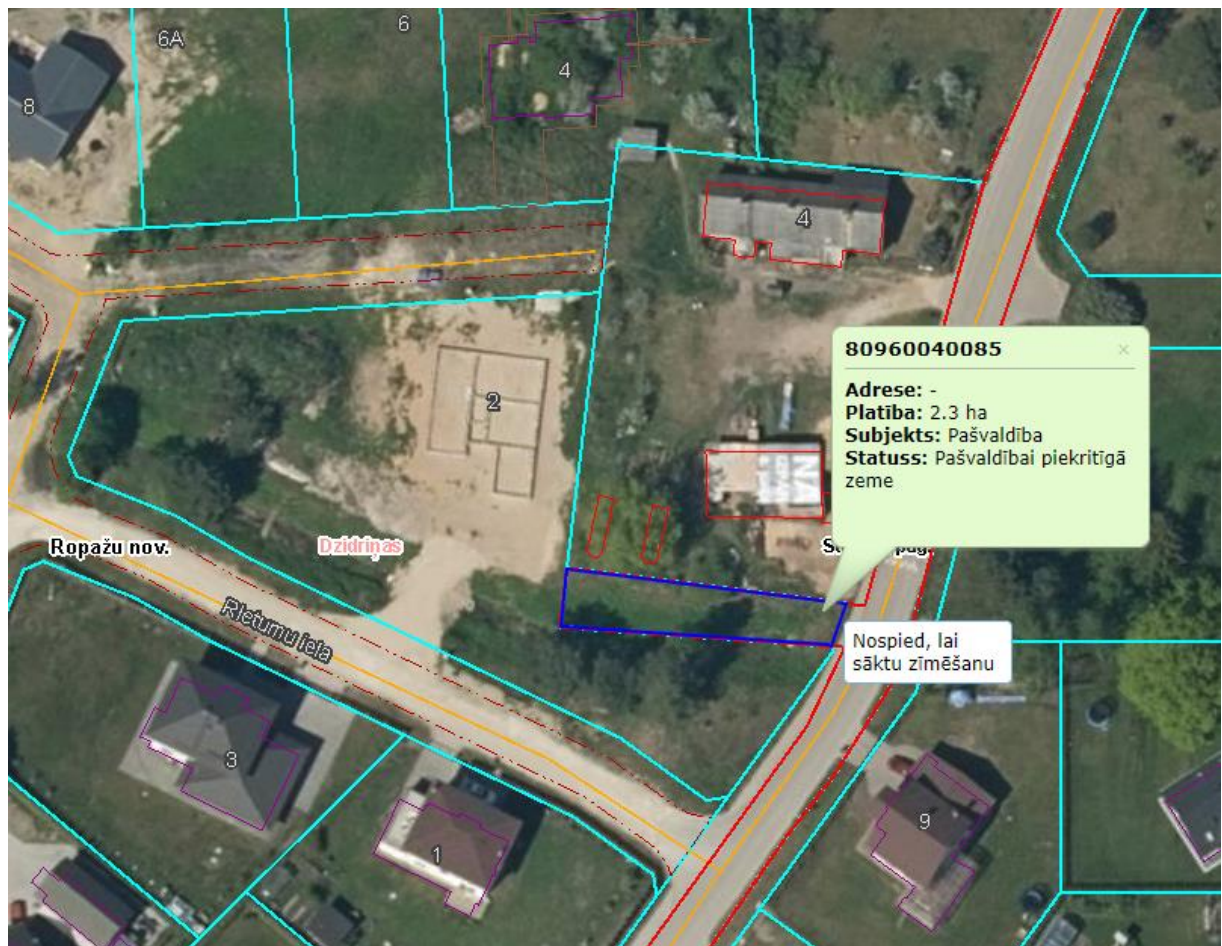 6A
6
4
8
4
80960040085
×
Adrese: -
Platība: 2.3 ha
Subjekts: Pašvaldība
Statuss: Pašvaldībai piekritīgā
zeme
2
Ropažu nov.
Dzidriņas
Rietumu iela
Nospied, lai
sāktu zīmēšanu
3
1
9